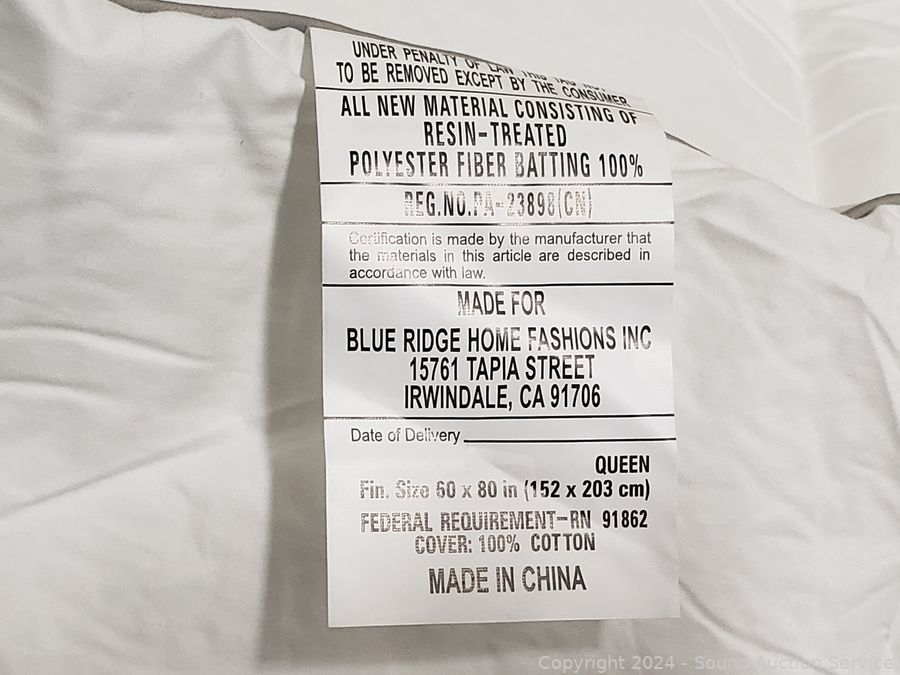 UNDER PENALTY OF LAW THIS TAG
TO BE REMOVED EXCEPT BY THE CONSUMER
ALL NEW MATERIAL CONSISTING OF
RESIN-TREATED
POLYESTER FIBER BATTING 100%
REG.NO.PA-23898(CN)
Certification is made by the manufacturer that
the materials in this article are described in
accordance with law.
MADE FOR
BLUE RIDGE HOME FASHIONS INC
15761 TAPIA STREET
IRWINDALE, CA 91706
Date of Delivery
QUEEN
Fin. Size 60 x 80 in (152 x 203 cm)
FEDERAL REQUIREMENT-RN 91862
COVER: 100% COTTON
MADE IN CHINA
Copyright 2024 - Sound Auction Service